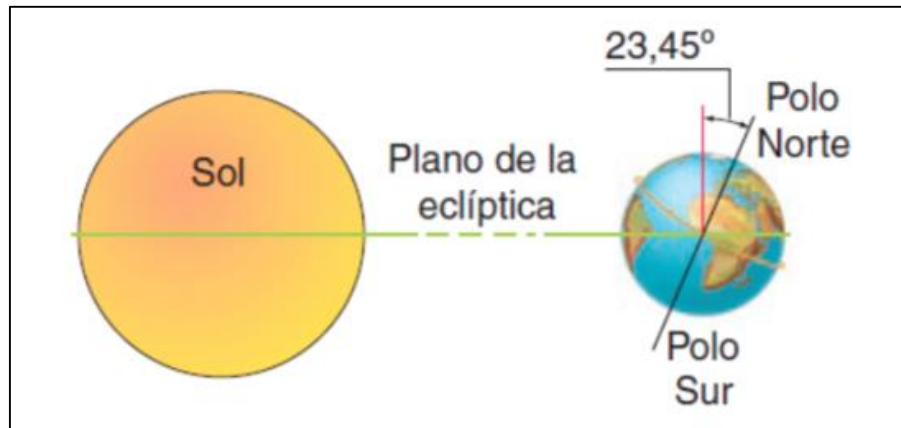 23,45º
Polo
Norte
Sol
Plano de la
eclíptica
Polo
Sur